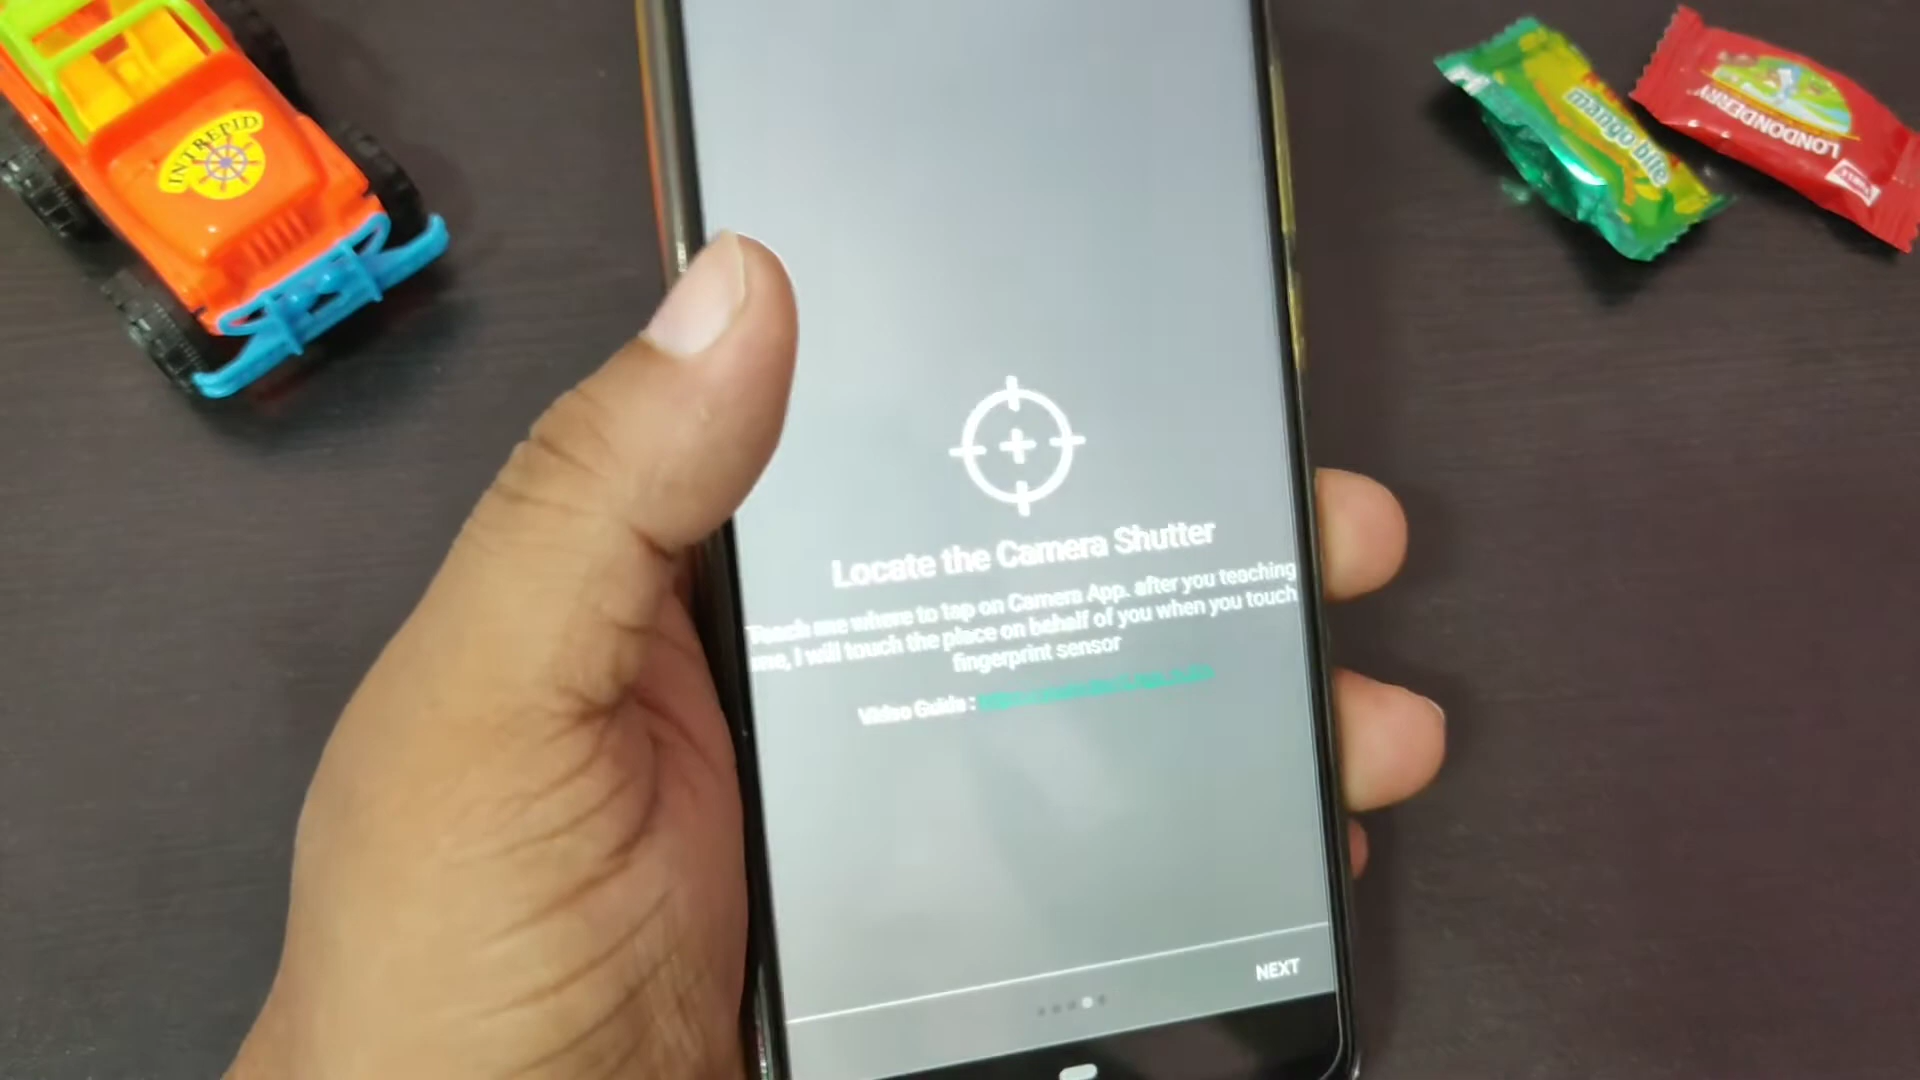 INTREPID
mango bite
LONDONDERRY
PARLE
Locate the Camera Shutter
Teach me where to tap on Camera App. after you teaching
me, I will touch the place on behalf of you when you touch
fingerprint sensor
Video Guide :
NEXT